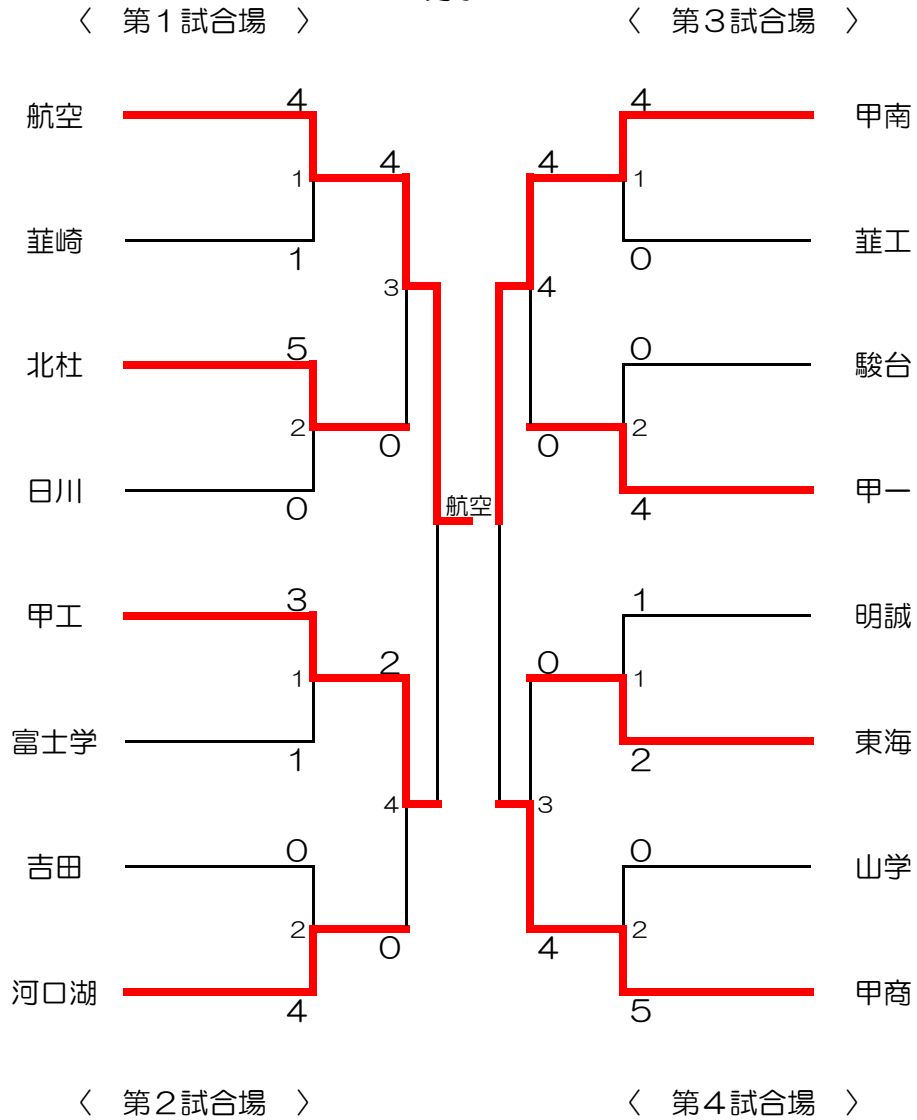 〈 第1試合場 〉 〈 第3試合場 〉
4 4
航空 甲南
4 4
1 1
韮崎 韮工
1 0
3 4
5 0
北杜 駿台
2 2
0 0
日川 甲一
0 4
航空
3 1
甲工 明誠
2 0
1 1
富士学 東海
1 2
4 3
0 0
吉田 山学
2 2
0 4
河口湖 甲商
4 5
〈 第2試合場 〉 〈 第4試合場 〉